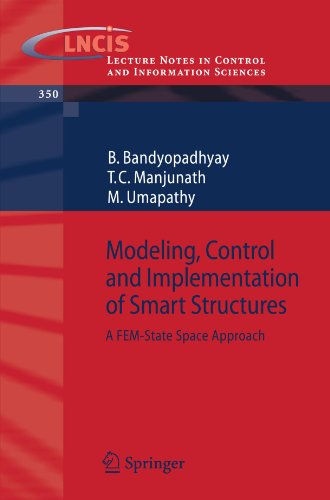 LNCIS
LECTURE NOTES IN CONTROL
AND INFORMATION SCIENCES
350
B. Bandyopadhyay
T.C. Manjunath
M. Umapathy
Modeling, Control
and Implementation
of Smart Structures
A FEM-State Space Approach
Springer